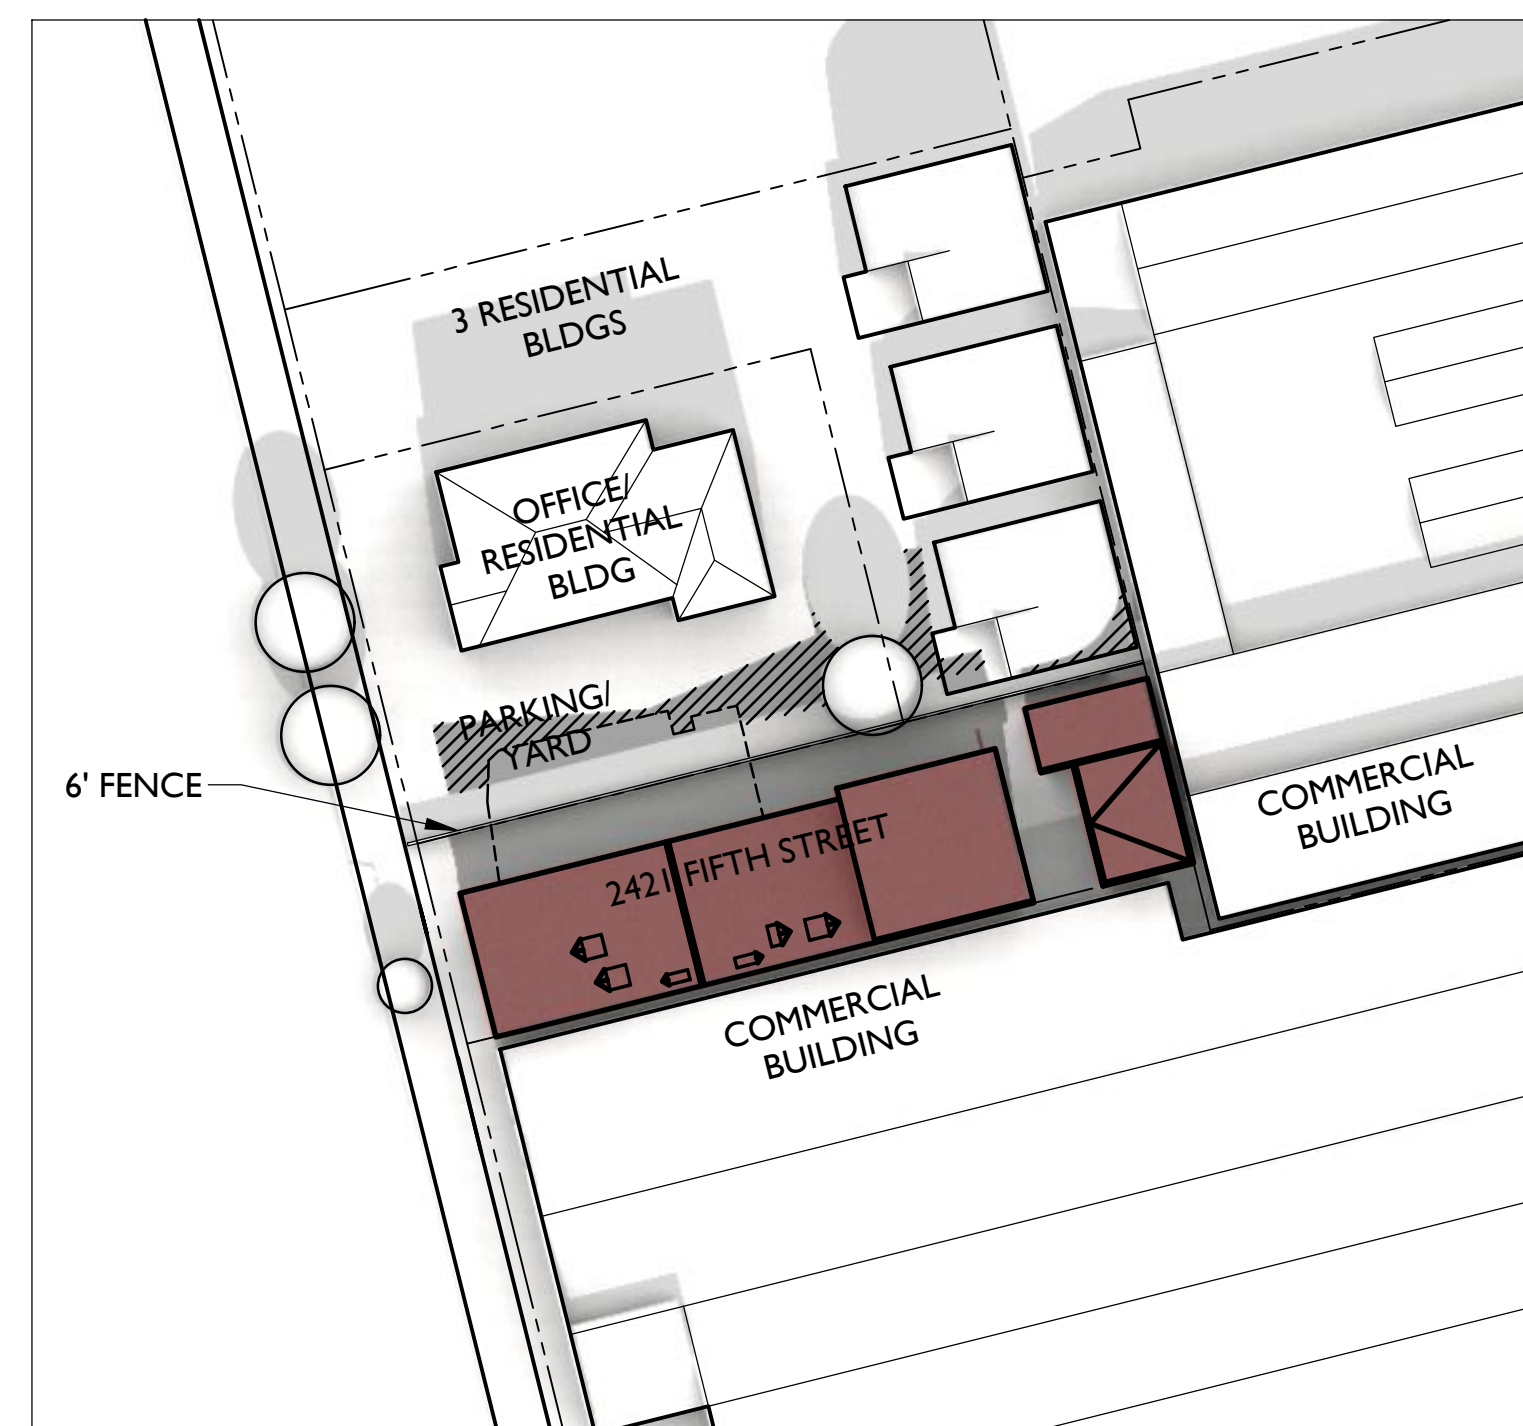 3 RESIDENTIAL
BLDGS
OFFICE/
RESIDENTIAL
BLDG
PARKING/
YARD
6' FENCE
2421 FIFTH STREET
COMMERCIAL
BUILDING
COMMERCIAL
BUILDING